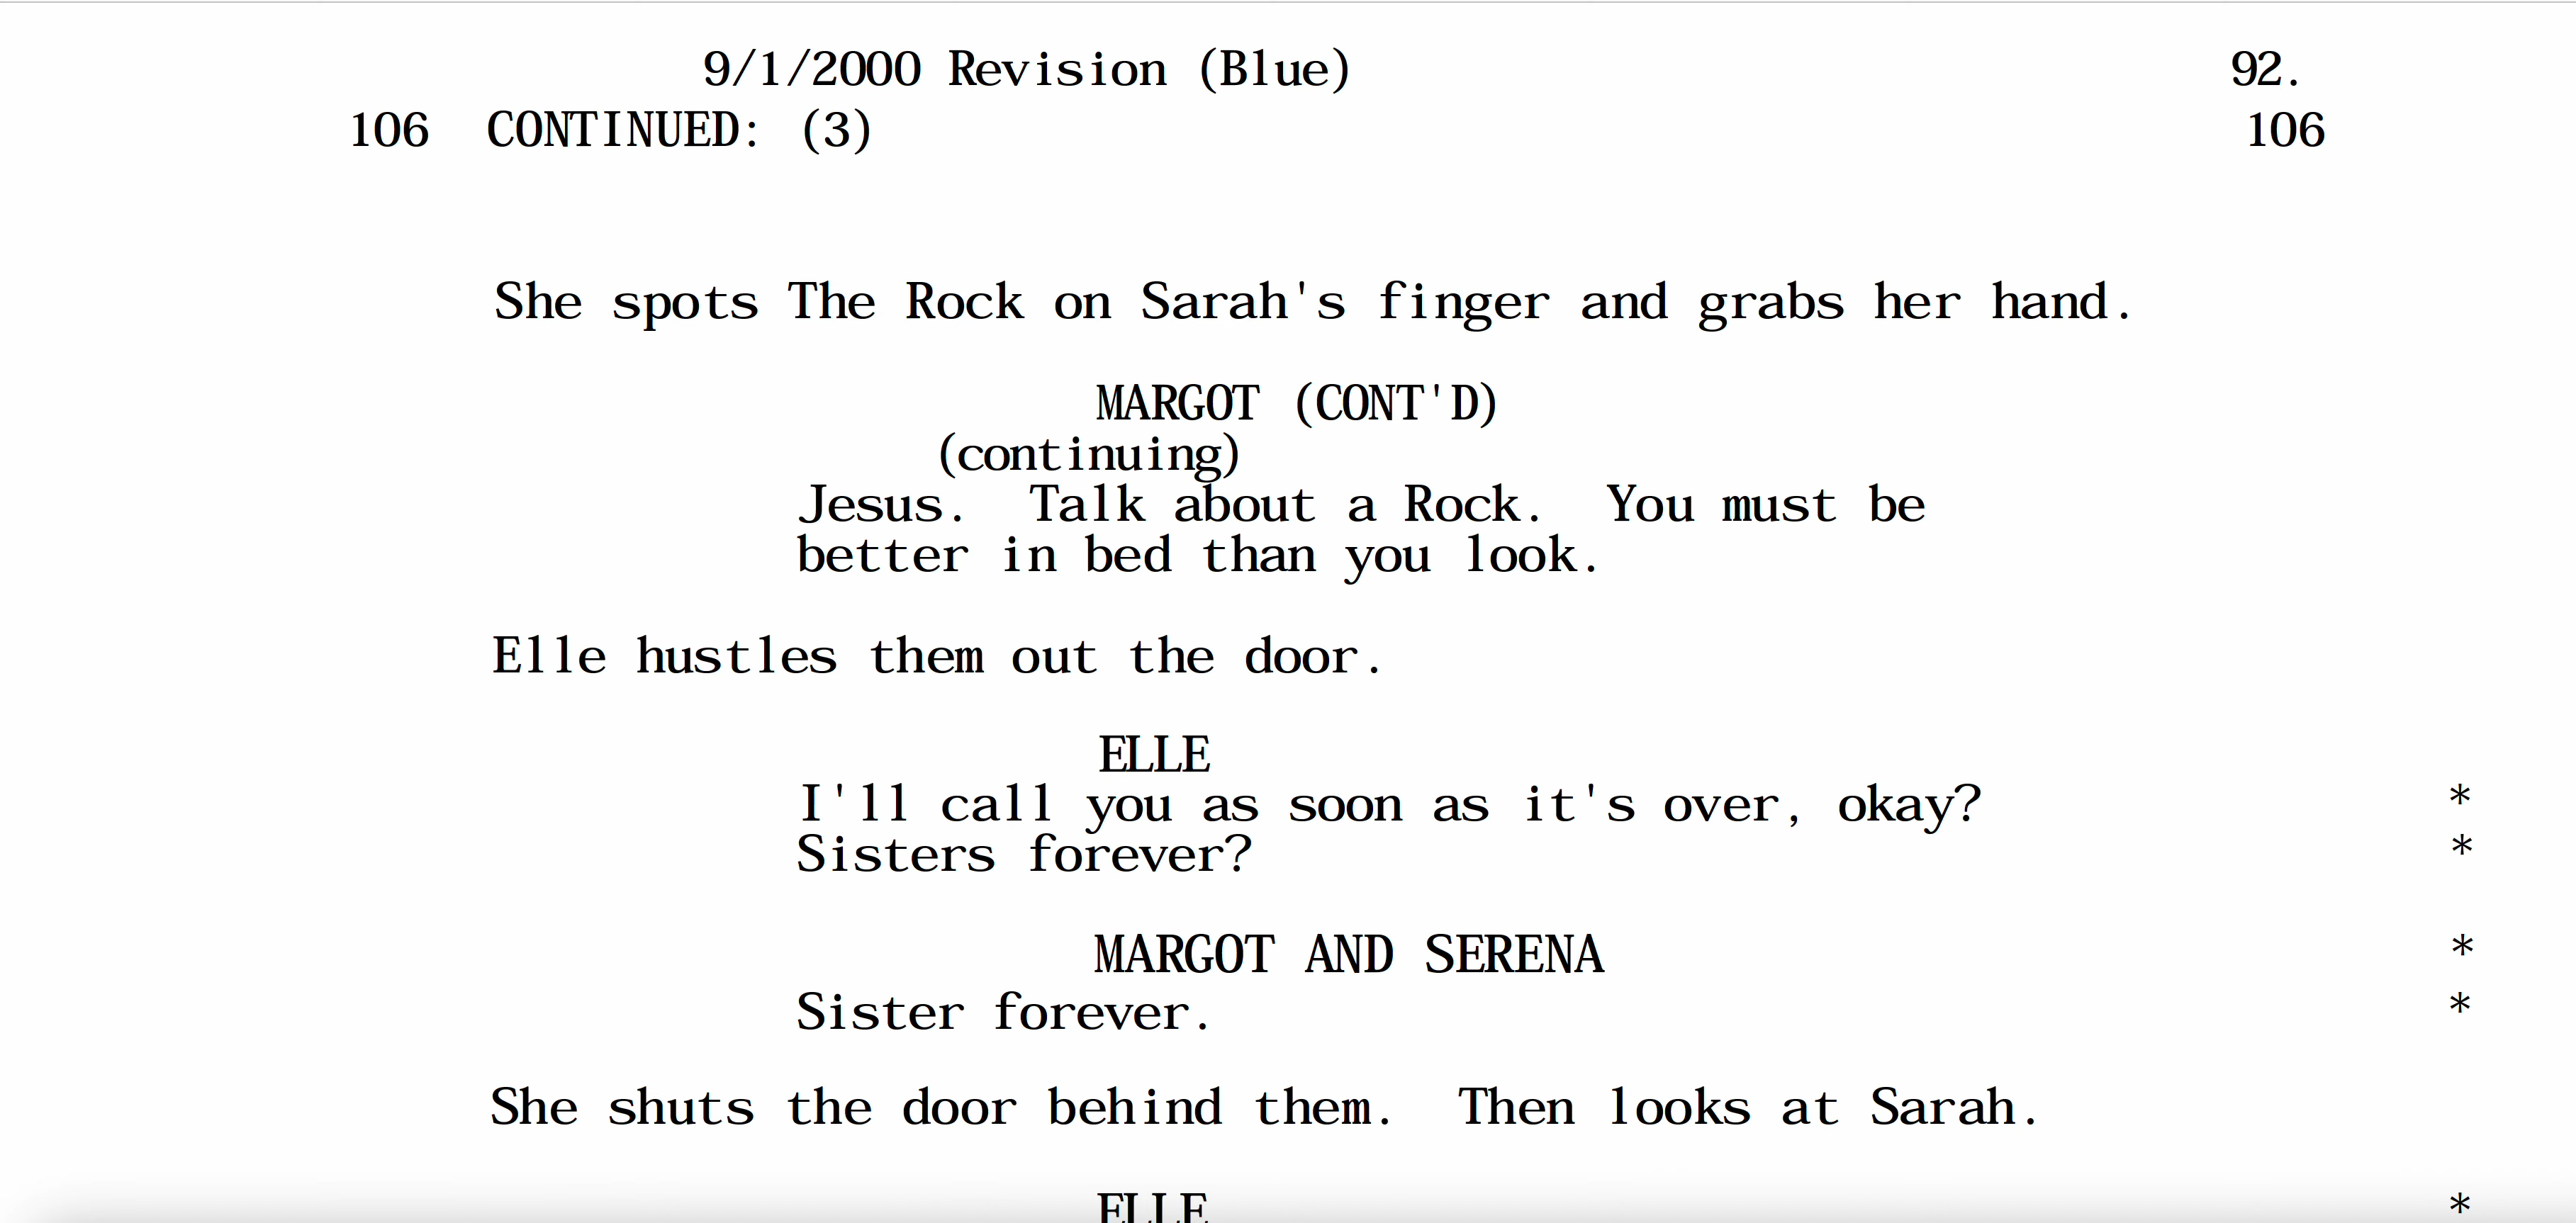 9/1/2000 Revision (Blue) 92.
106 CONTINUED: (3) 106
She spots The Rock on Sarah's finger and grabs her hand.
MARGOT (CONT'D)
(continuing)
Jesus. Talk about a Rock. You must be
better in bed than you look.
Elle hustles them out the door.
ELLE
I'll call you as soon as it's over, okay? *
Sisters forever? *
MARGOT AND SERENA *
Sister forever. *
She shuts the door behind them. Then looks at Sarah.
ELLE *